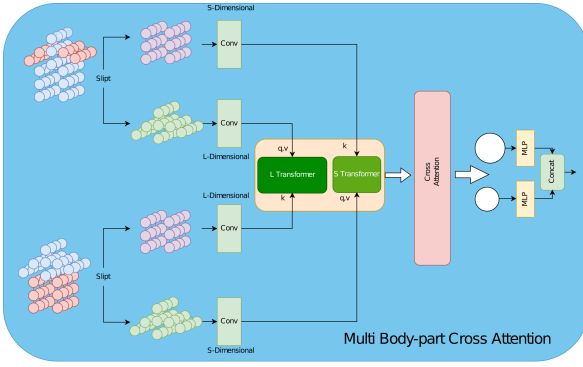 S-Dimensional
Conv
Slipt
Conv
q,v
k
L-Dimensional
L Transformer
S Transformer
Cross
Attention
MLP
MLP
Concat
L-Dimensional
k
q,v
Conv
Slipt
Conv
S-Dimensional
Multi Body-part Cross Attention